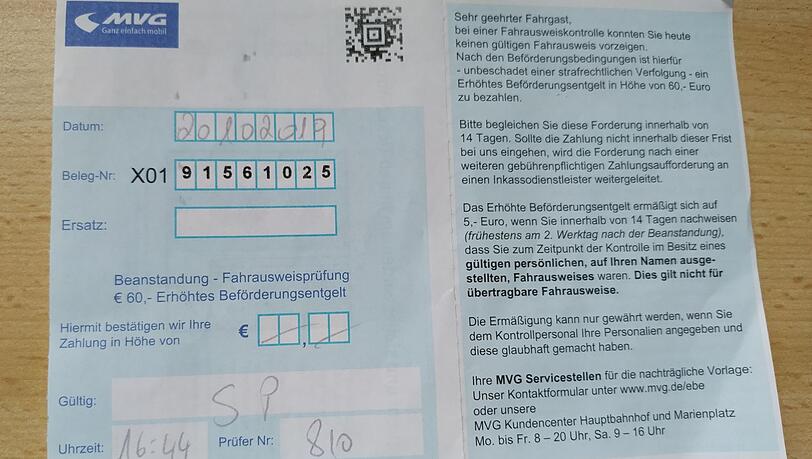 MVG
Ganz einfach mobil
Datum: 20102019
Beleg-Nr: X01 91561025
Ersatz:
Beanstandung - Fahrausweisprüfung
€ 60,- Erhöhtes Beförderungsentgelt
Hiermit bestätigen wir Ihre
Zahlung in Höhe von € ,
Gültig: SP
Uhrzeit: 16:44 Prüfer Nr: 810
Sehr geehrter Fahrgast,
bei einer Fahrausweiskontrolle konnten Sie heute
keinen gültigen Fahrausweis vorzeigen.
Nach den Beförderungsbedingungen ist hierfür
- unbeschadet einer strafrechtlichen Verfolgung - ein
Erhöhtes Beförderungsentgelt in Höhe von 60,- Euro
zu bezahlen.
Bitte begleichen Sie diese Forderung innerhalb von
14 Tagen. Sollte die Zahlung nicht innerhalb dieser Frist
bei uns eingehen, wird die Forderung nach einer
weiteren gebührenpflichtigen Zahlungsaufforderung an
einen Inkassodienstleister weitergeleitet.
Das Erhöhte Beförderungsentgelt ermäßigt sich auf
5,- Euro, wenn Sie innerhalb von 14 Tagen nachweisen
(frühestens am 2. Werktag nach der Beanstandung),
dass Sie zum Zeitpunkt der Kontrolle im Besitz eines
gültigen persönlichen, auf Ihren Namen ausge-
stellten, Fahrausweises waren. Dies gilt nicht für
übertragbare Fahrausweise.
Die Ermäßigung kann nur gewährt werden, wenn Sie
dem Kontrollpersonal Ihre Personalien angegeben und
diese glaubhaft gemacht haben.
Ihre MVG Servicestellen für die nachträgliche Vorlage:
Unser Kontaktformular unter www.mvg.de/ebe
oder unsere
MVG Kundencenter Hauptbahnhof und Marienplatz
Mo. bis Fr. 8 – 20 Uhr, Sa. 9 – 16 Uhr